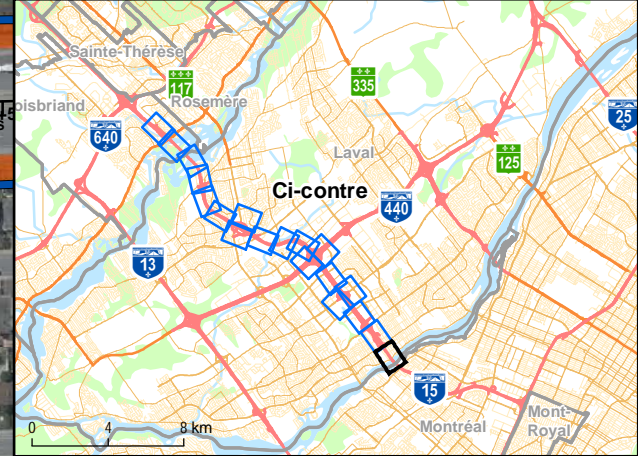 Sainte-Thérèse
117
335
oisbriand
Rosemère
25
640
Laval
125
Ci-contre
440
13
15
Mont-
Royal
Montréal
0 4 8 km